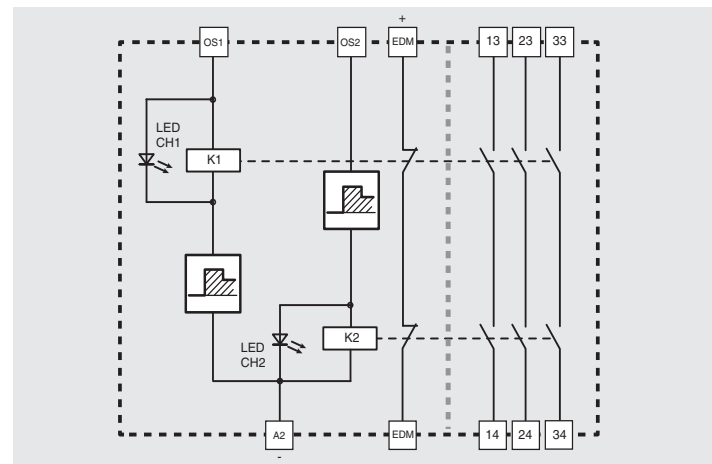 +
OS1 OS2 EDM 13 23 33
LED
CH1
K1
LED
CH2
K2
A2 EDM 14 24 34
-